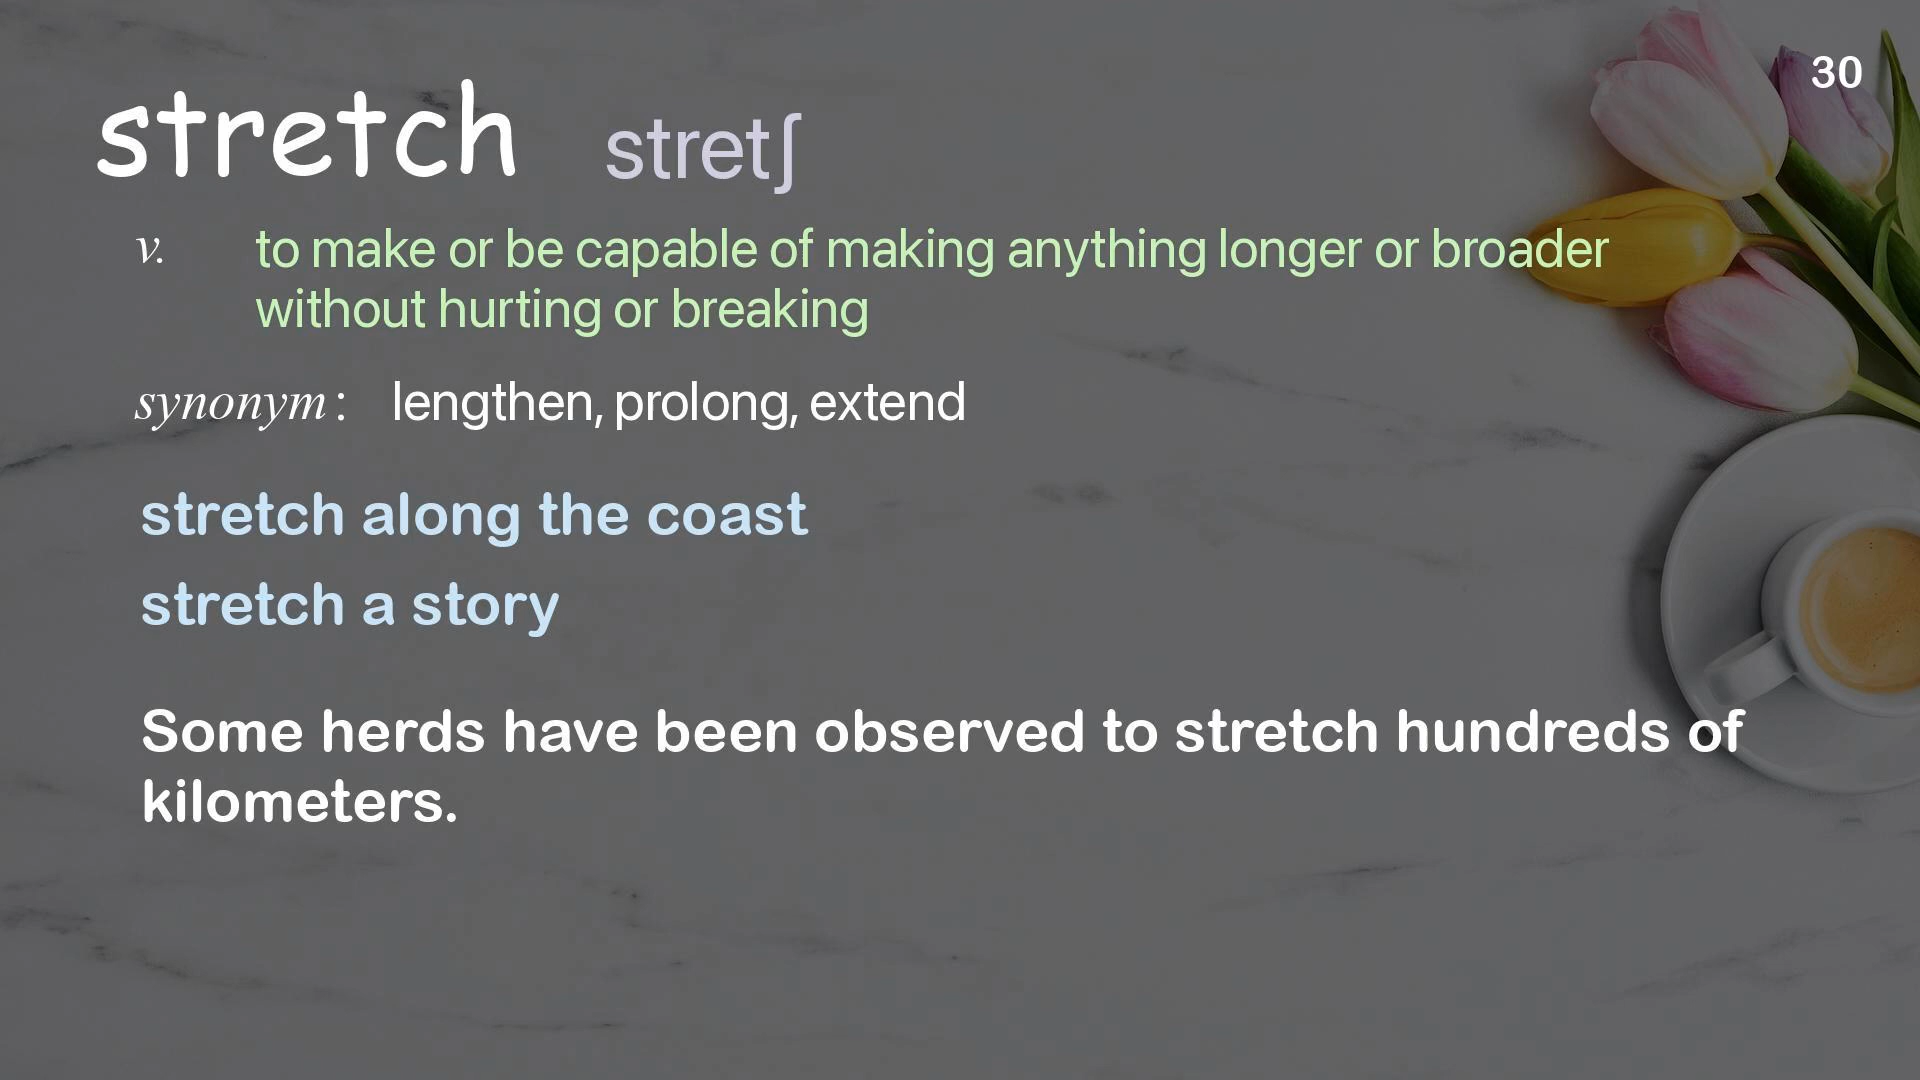 30
stretch stretʃ
v. to make or be capable of making anything longer or broader
without hurting or breaking
synonym: lengthen, prolong, extend
stretch along the coast
stretch a story
Some herds have been observed to stretch hundreds of
kilometers.